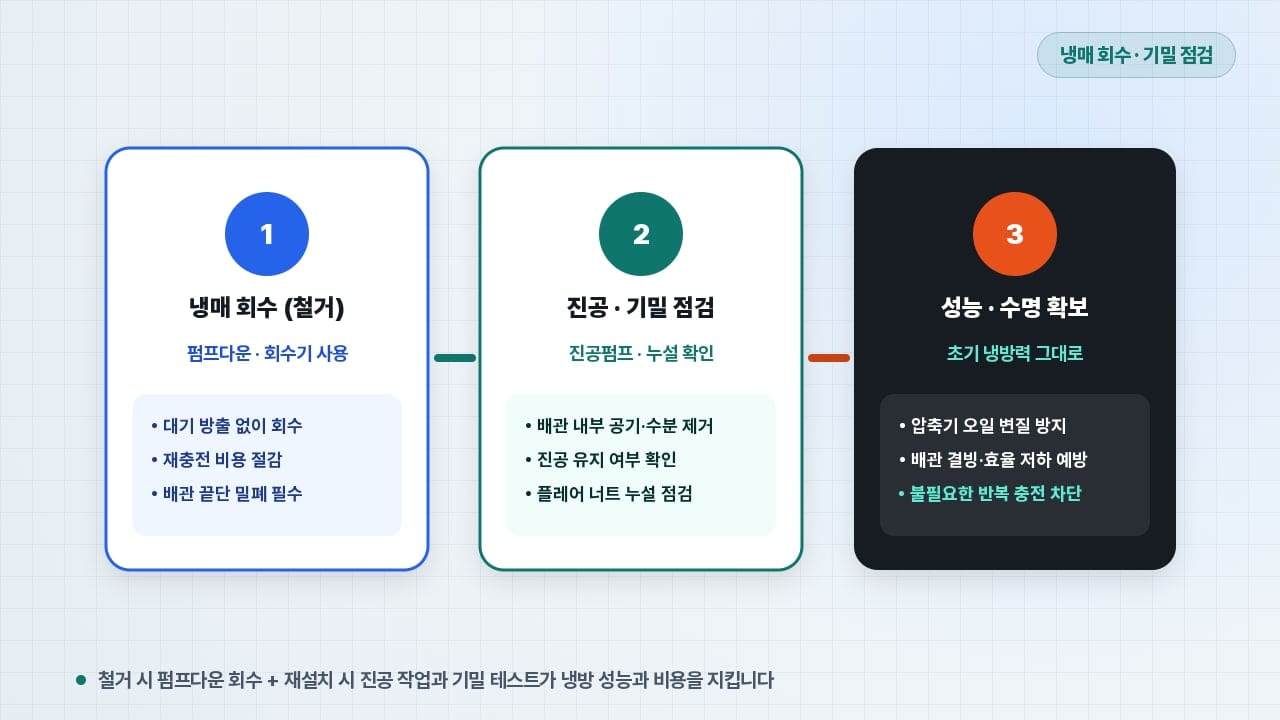 냉매 회수 · 기밀 점검
1
냉매 회수 (철거)
펌프다운 · 회수기 사용
• 대기 방출 없이 회수
• 재충전 비용 절감
• 배관 끝단 밀폐 필수
2
진공 · 기밀 점검
진공펌프 · 누설 확인
• 배관 내부 공기·수분 제거
• 진공 유지 여부 확인
• 플레어 너트 누설 점검
3
성능 · 수명 확보
초기 냉방력 그대로
• 압축기 오일 변질 방지
• 배관 결빙·효율 저하 예방
• 불필요한 반복 충전 차단
철거 시 펌프다운 회수 + 재설치 시 진공 작업과 기밀 테스트가 냉방 성능과 비용을 지킵니다